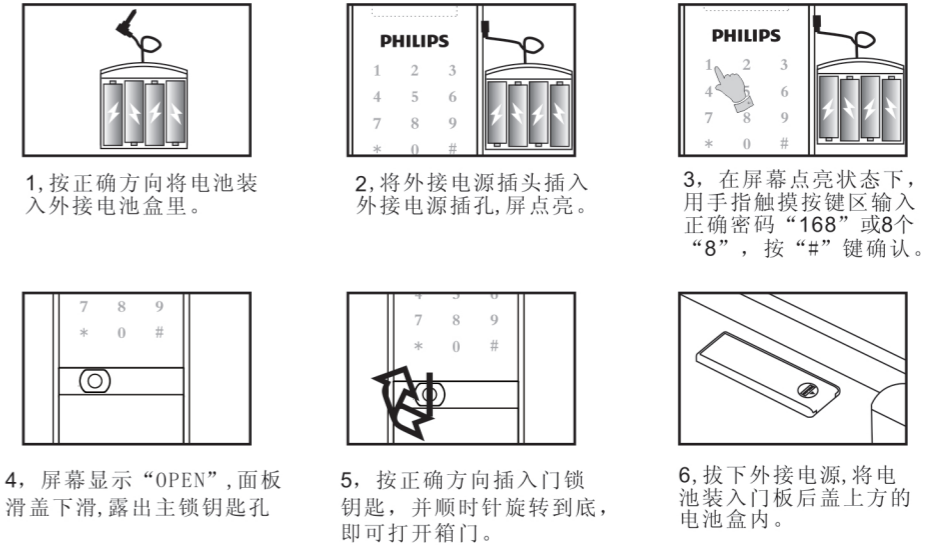 PHILIPS
1 2 3
4 5 6
7 8 9
* 0 #
PHILIPS
1 2 3
4 5 6
7 8 9
* 0 #
1,按正确方向将电池装
入外接电池盒里。
2,将外接电源插头插入
外接电源插孔,屏点亮。
3，在屏幕点亮状态下，
用手指触摸按键区输入
正确密码“168”或8个
“8”，按“#”键确认。
7 8 9
* 0 #
7 8 9
* 0 #
4，屏幕显示“OPEN”,面板
滑盖下滑,露出主锁钥匙孔
5，按正确方向插入门锁
钥匙，并顺时针旋转到底，
即可打开箱门。
6,拔下外接电源,将电
池装入门板后盖上方的
电池盒内。